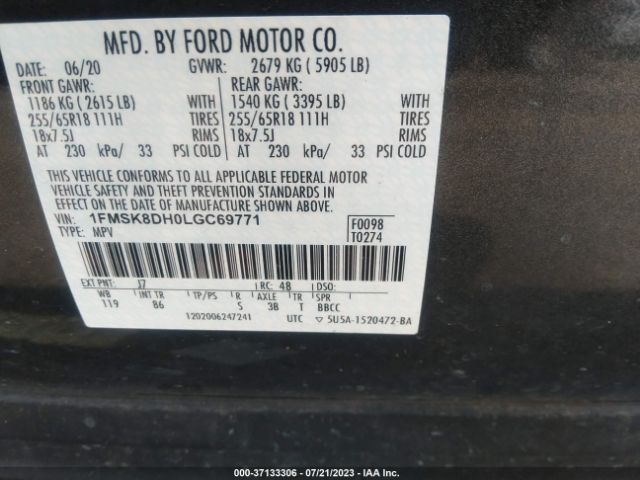 MFD. BY FORD MOTOR CO.
DATE: 06/20 GVWR: 2679 KG ( 5905 LB)
FRONT GAWR: REAR GAWR:
1186 KG ( 2615 LB) WITH 1540 KG ( 3395 LB) WITH
255/65R18 111H TIRES 255/65R18 111H TIRES
18x7.5J RIMS 18x7.5J RIMS
AT 230 kPa/ 33 PSI COLD AT 230 kPa/ 33 PSI COLD
THIS VEHICLE CONFORMS TO ALL APPLICABLE FEDERAL MOTOR
VEHICLE SAFETY AND THEFT PREVENTION STANDARDS IN
EFFECT ON THE DATE OF MANUFACTURE SHOWN ABOVE.
VIN: 1FMSK8DH0LGC69771 F0098
TYPE: MPV T0274
EXT PNT: J7 RC: 48 DSO:
WB INT TR TP/PS R AXLE TR SPR
119 86 5 3B T BBCC
1202006247241 UTC ▽ 5U5A-1520472-BA
000-37133306 - 07/21/2023 - IAA Inc.